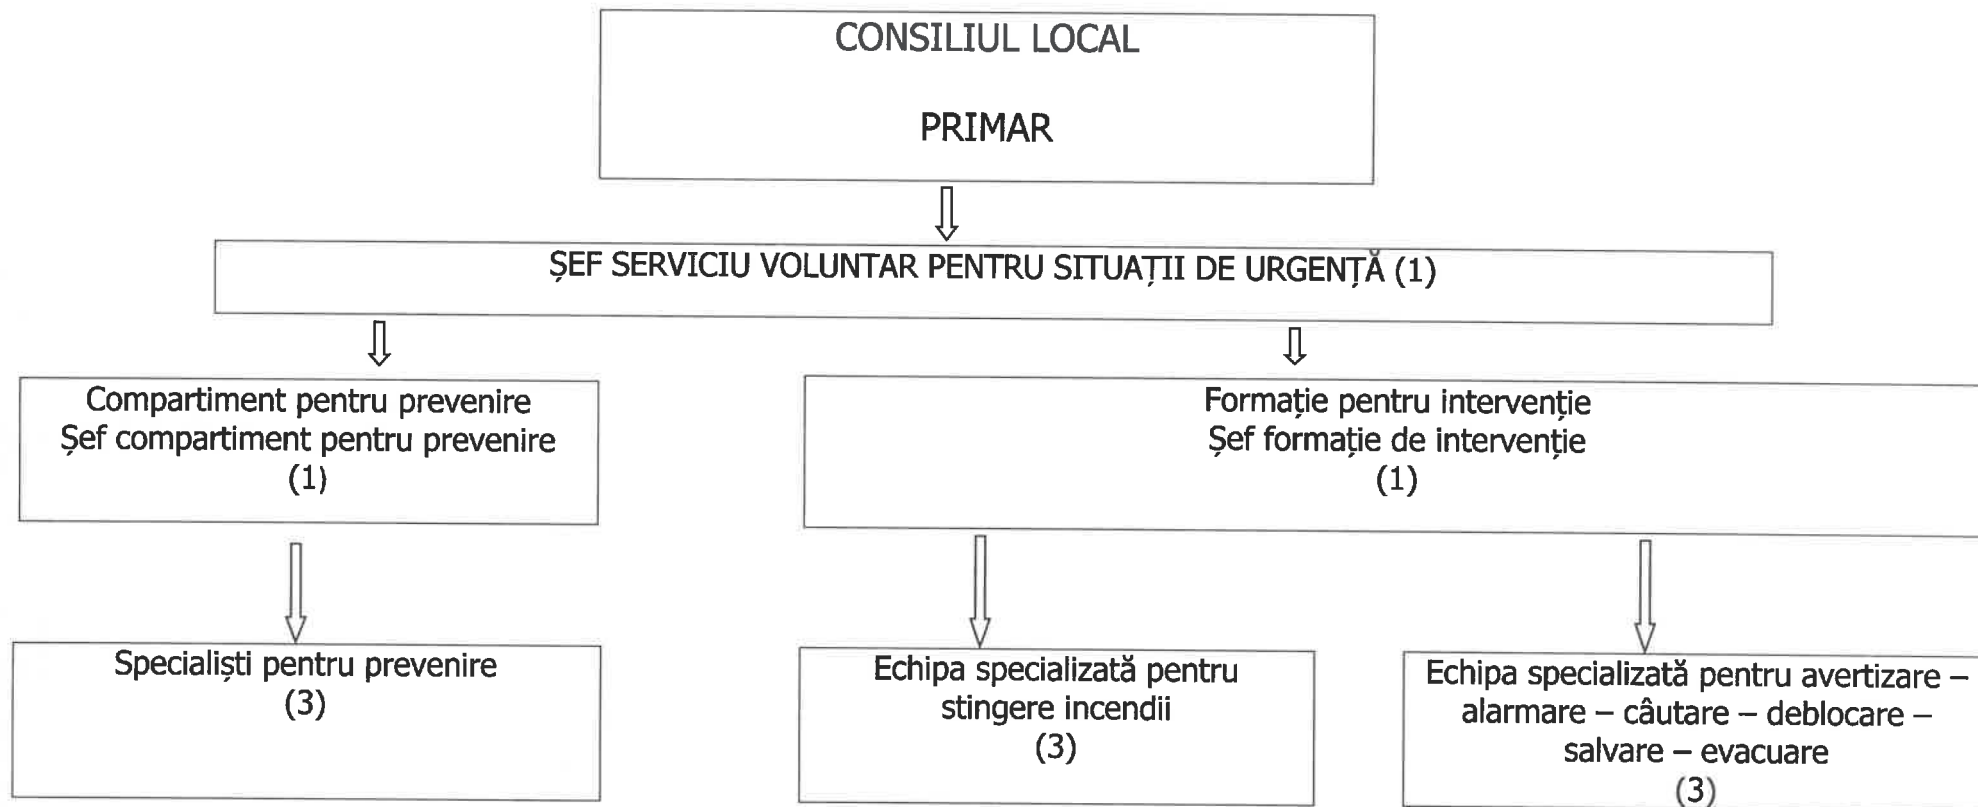 CONSILIUL LOCAL
PRIMAR
ȘEF SERVICIU VOLUNTAR PENTRU SITUAȚII DE URGENȚĂ (1)
Compartiment pentru prevenire
Șef compartiment pentru prevenire
(1)
Formație pentru intervenție
Șef formație de intervenție
(1)
Specialiști pentru prevenire
(3)
Echipa specializată pentru
stingere incendii
(3)
Echipa specializată pentru avertizare –
alarmare – câutare – deblocare –
salvare – evacuare
(3)